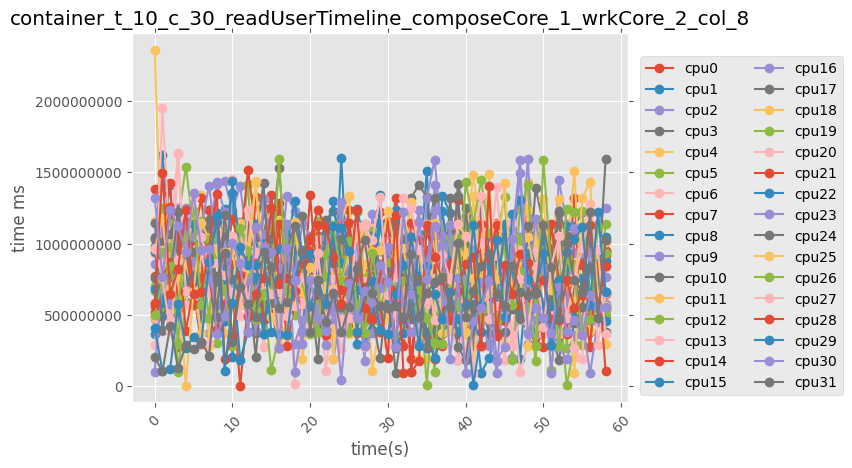 container_t_10_c_30_readUserTimeline_composeCore_1_wrkCore_2_col_8
time ms
2000000000
1500000000
1000000000
500000000
0
0
10
20
30
40
50
60
time(s)
cpu0
cpu1
cpu2
cpu3
cpu4
cpu5
cpu6
cpu7
cpu8
cpu9
cpu10
cpu11
cpu12
cpu13
cpu14
cpu15
cpu16
cpu17
cpu18
cpu19
cpu20
cpu21
cpu22
cpu23
cpu24
cpu25
cpu26
cpu27
cpu28
cpu29
cpu30
cpu31